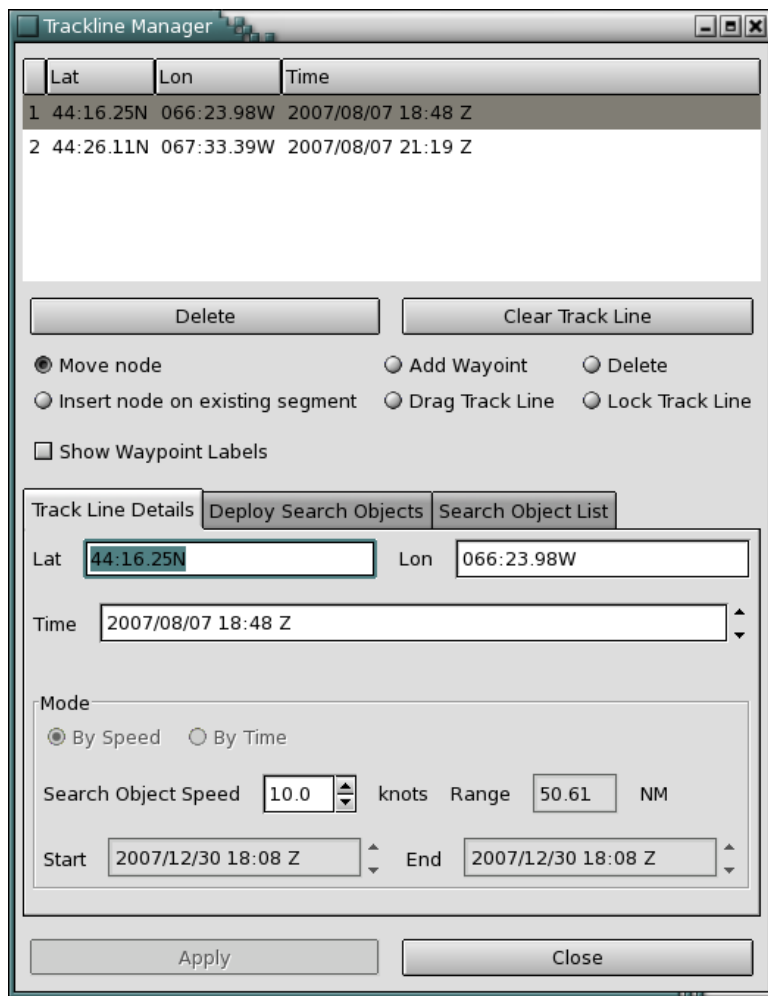 Trackline Manager
Lat Lon Time
1 44:16.25N 066:23.98W 2007/08/07 18:48 Z
2 44:26.11N 067:33.39W 2007/08/07 21:19 Z
Delete Clear Track Line
Move node Add Wayoint Delete
Insert node on existing segment Drag Track Line Lock Track Line
Show Waypoint Labels
Track Line Details Deploy Search Objects Search Object List
Lat 44:16.25N Lon 066:23.98W
Time 2007/08/07 18:48 Z
Mode
By Speed By Time
Search Object Speed 10.0 knots Range 50.61 NM
Start 2007/12/30 18:08 Z End 2007/12/30 18:08 Z
Apply Close